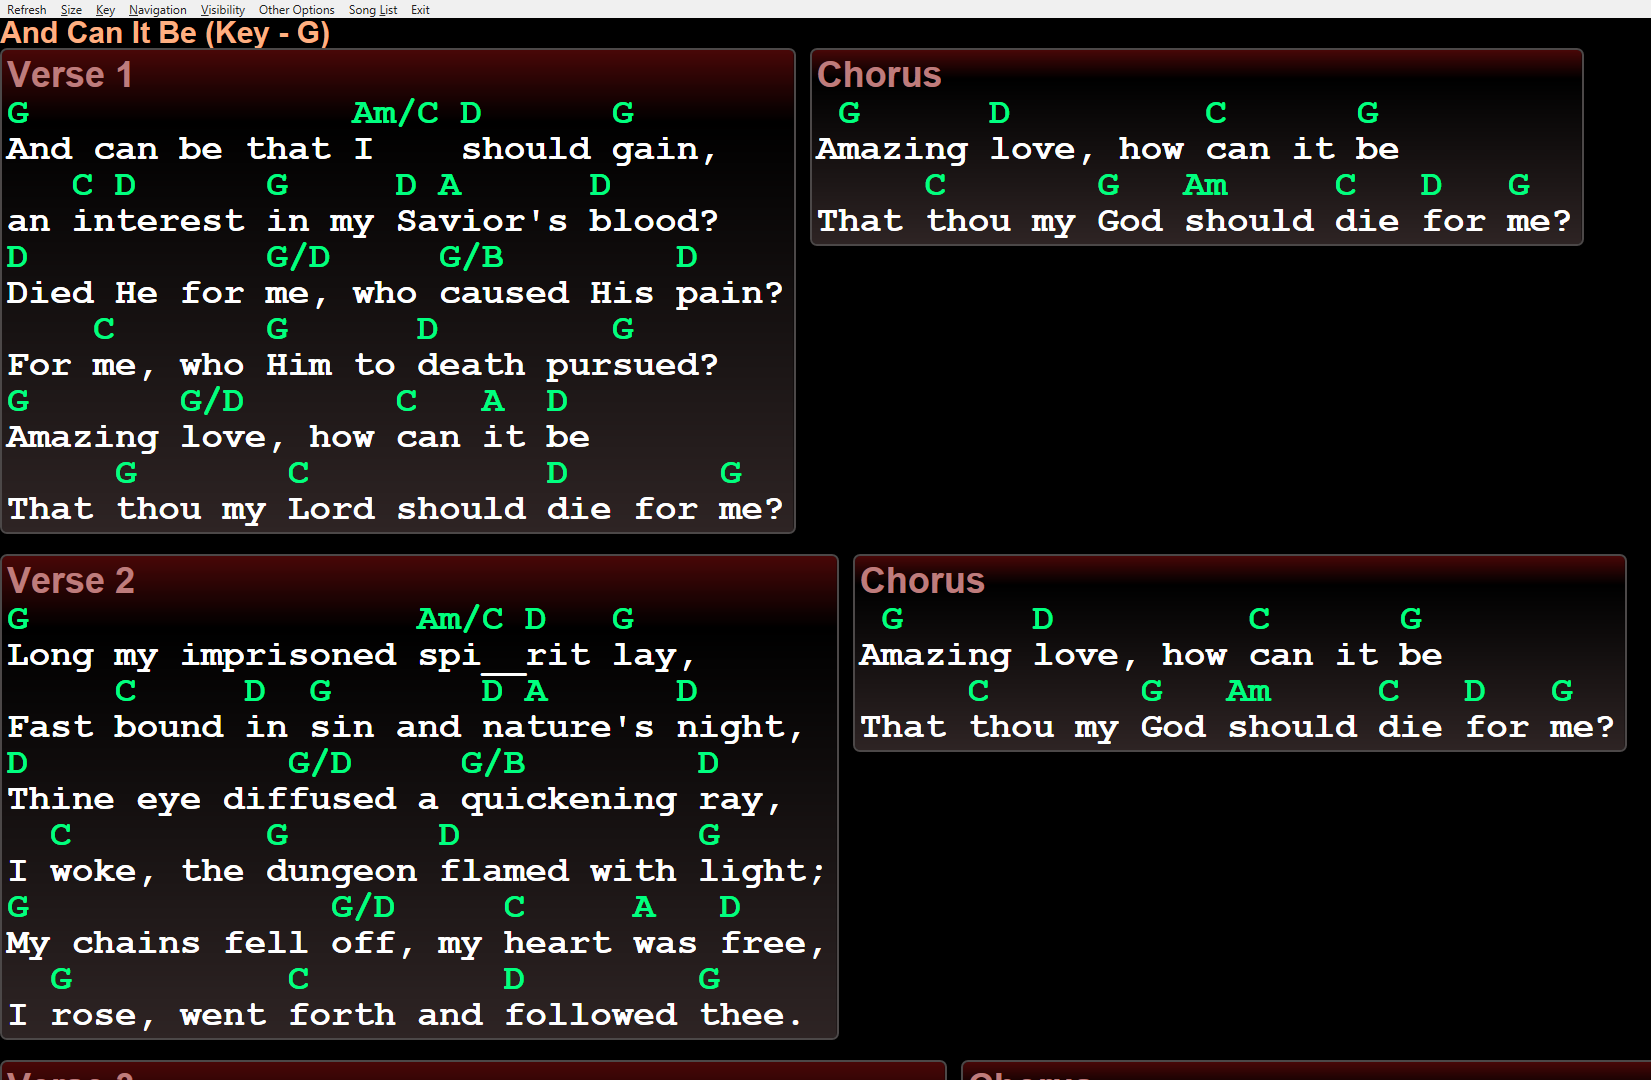 Refresh Size Key Navigation Visibility Other Options Song List Exit
And Can It Be (Key - G)
Verse 1
G Am/C D G
And can be that I should gain,
C D G D A D
an interest in my Savior's blood?
D G/D G/B D
Died He for me, who caused His pain?
C G D G
For me, who Him to death pursued?
G G/D C A D
Amazing love, how can it be
G C D G
That thou my Lord should die for me?
Chorus
G D C G
Amazing love, how can it be
C G Am C D G
That thou my God should die for me?
Verse 2
G Am/C D G
Long my imprisoned spi__rit lay,
C D G D A D
Fast bound in sin and nature's night,
D G/D G/B D
Thine eye diffused a quickening ray,
C G D G
I woke, the dungeon flamed with light;
G G/D C A D
My chains fell off, my heart was free,
G C D G
I rose, went forth and followed thee.
Chorus
G D C G
Amazing love, how can it be
C G Am C D G
That thou my God should die for me?
Verse 3
Chorus